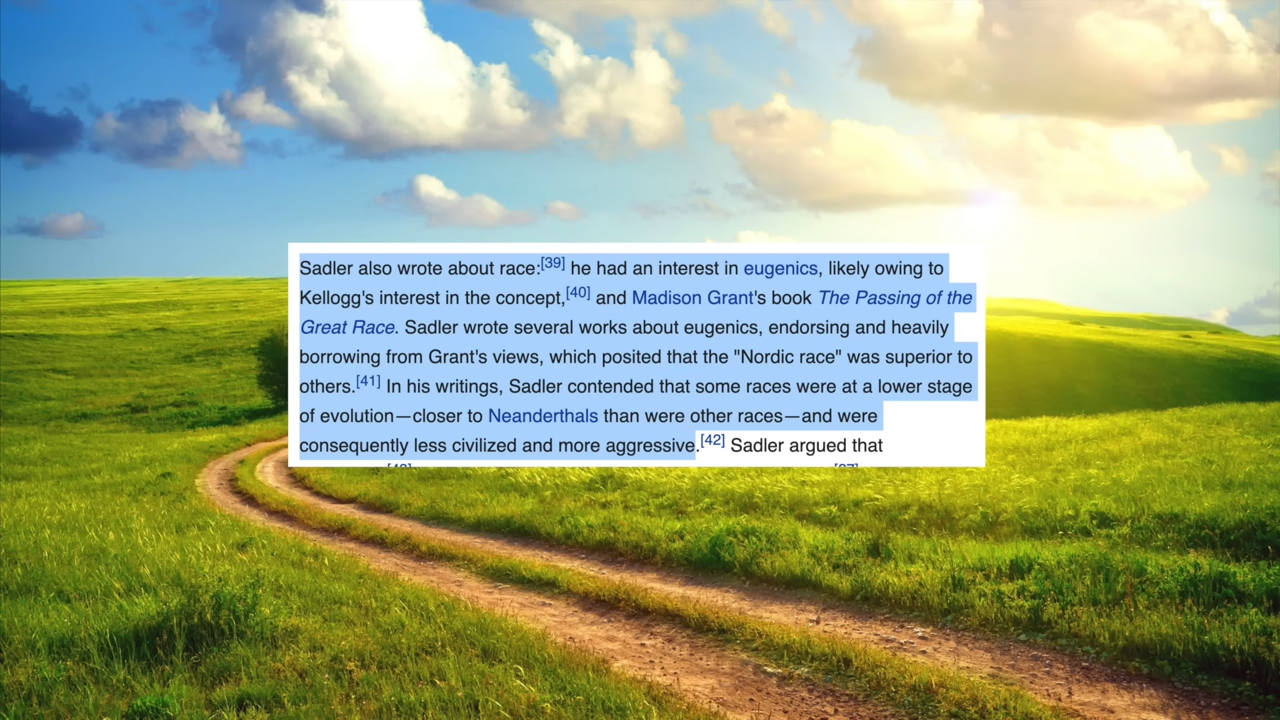 Sadler also wrote about race:[39] he had an interest in eugenics, likely owing to
Kellogg's interest in the concept,[40] and Madison Grant's book The Passing of the
Great Race. Sadler wrote several works about eugenics, endorsing and heavily
borrowing from Grant's views, which posited that the "Nordic race" was superior to
others.[41] In his writings, Sadler contended that some races were at a lower stage
of evolution—closer to Neanderthals than were other races—and were
consequently less civilized and more aggressive.[42] Sadler argued that